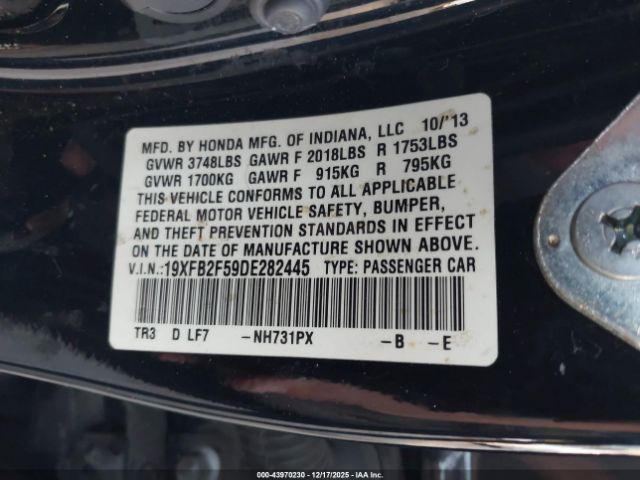 MFD. BY HONDA MFG. OF INDIANA, LLC 10/'13
GVWR 3748LBS GAWR F 2018LBS R 1753LBS
GVWR 1700KG GAWR F 915KG R 795KG
THIS VEHICLE CONFORMS TO ALL APPLICABLE
FEDERAL MOTOR VEHICLE SAFETY, BUMPER,
AND THEFT PREVENTION STANDARDS IN EFFECT
ON THE DATE OF MANUFACTURE SHOWN ABOVE.
V.I.N.:19XFB2F59DE282445 TYPE: PASSENGER CAR
TR3 D LF7 -NH731PX -B -E
000-43970230 - 12/17/2025 - IAA Inc.